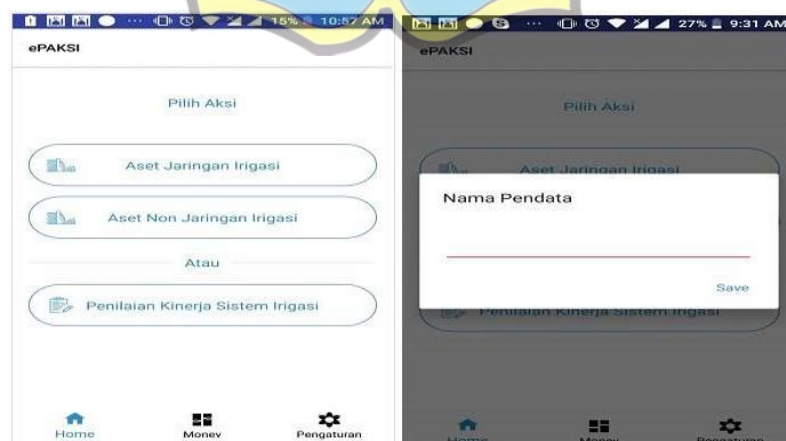 15% 10:57 AM
ePAKSI
Pilih Aksi
Aset Jaringan Irigasi
Aset Non Jaringan Irigasi
Atau
Penilaian Kinerja Sistem Irigasi
Home
Monev
Pengaturan
27% 9:31 AM
ePAKSI
Pilih Aksi
Aset Jaringan Irigasi
Nama Pendata
Save
Penilaian Kinerja Sistem Irigasi
Home
Monev
Pengaturan